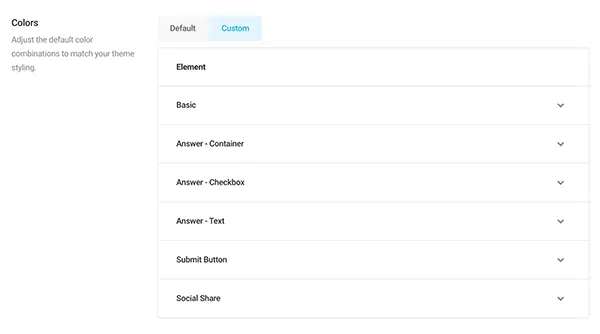 Colors
Adjust the default color
combinations to match your theme
styling.
Default
Custom
Element
Basic
Answer - Container
Answer - Checkbox
Answer - Text
Submit Button
Social Share